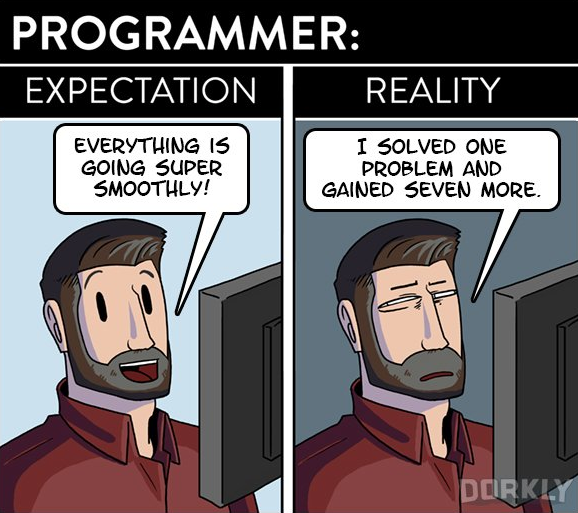 PROGRAMMER:
EXPECTATION
EVERYTHING IS
GOING SUPER
SMOOTHLY!
REALITY
I SOLVED ONE
PROBLEM AND
GAINED SEVEN MORE.
DORKLY